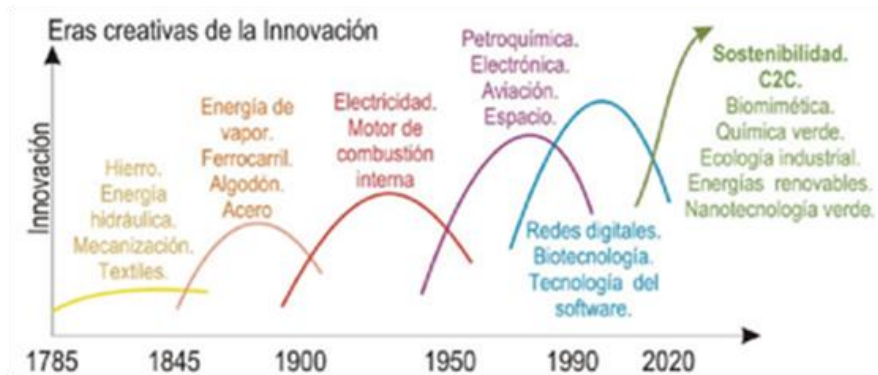 Eras creativas de la Innovación
Innovación
Hierro.
Energía
hidráulica.
Mecanización.
Textiles.
Energía de
vapor.
Ferrocarril.
Algodón.
Acero
Electricidad.
Motor de
combustión
interna
Petroquímica.
Electrónica.
Aviación.
Espacio.
Redes digitales.
Biotecnología.
Tecnología del
software.
Sostenibilidad.
C2C.
Biomimética.
Química verde.
Ecología industrial.
Energías renovables.
Nanotecnología verde.
1785 1845 1900 1950 1990 2020